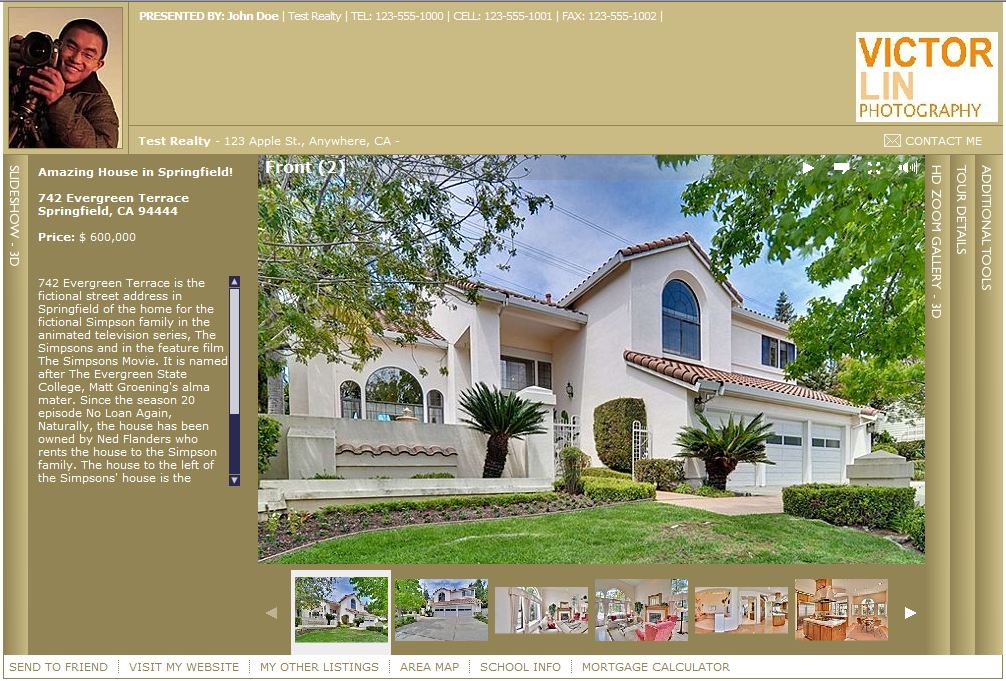 PRESENTED BY: John Doe | Test Realty | TEL: 123-555-1000 | CELL: 123-555-1001 | FAX: 123-555-1002 |
VICTOR
LIN
PHOTOGRAPHY
Test Realty - 123 Apple St., Anywhere, CA -
CONTACT ME
SLIDESHOW - 3D
Amazing House in Springfield!
742 Evergreen Terrace
Springfield, CA 94444
Price: $ 600,000
742 Evergreen Terrace is the
fictional street address in
Springfield of the home for the
fictional Simpson family in the
animated television series, The
Simpsons and in the feature film
The Simpsons Movie. It is named
after The Evergreen State
College, Matt Groening's alma
mater. Since the season 20
episode No Loan Again,
Naturally, the house has been
owned by Ned Flanders who
rents the house to the Simpson
family. The house to the left of
the Simpsons' house is the
Front (2)
HD ZOOM GALLERY - 3D
TOUR DETAILS
ADDITIONAL TOOLS
SEND TO FRIEND
VISIT MY WEBSITE
MY OTHER LISTINGS
AREA MAP
SCHOOL INFO
MORTGAGE CALCULATOR